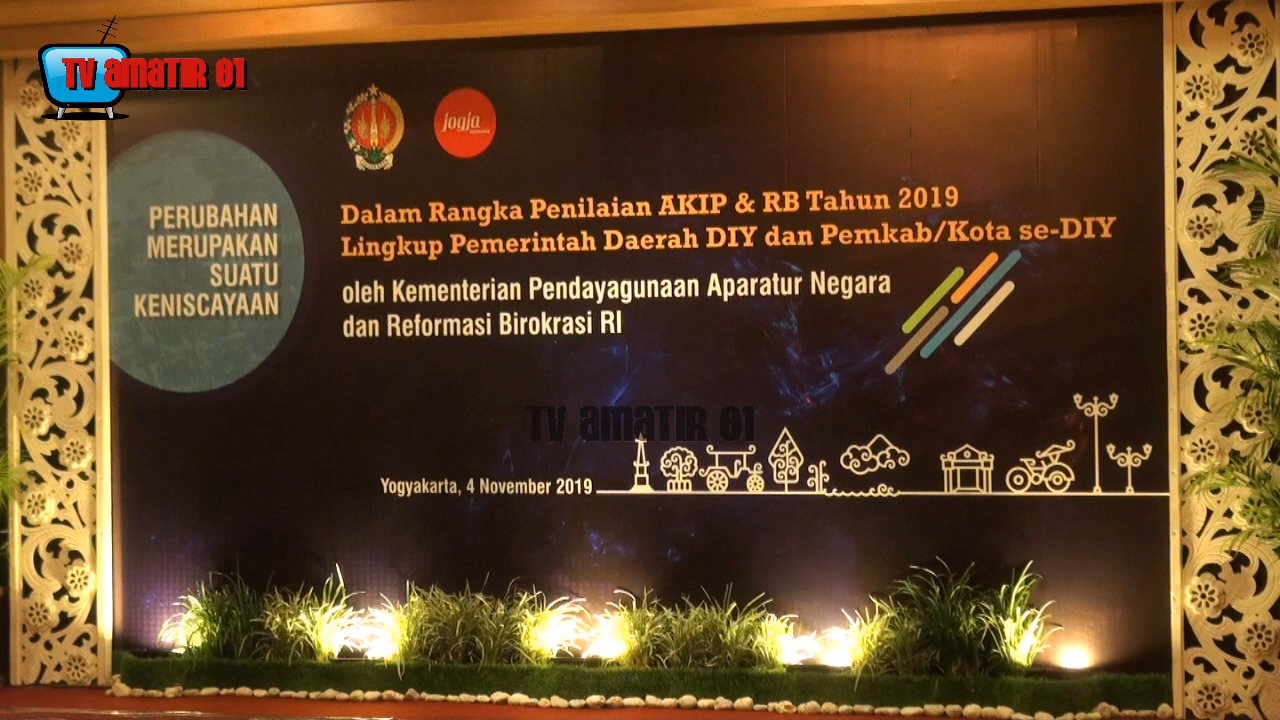 TV AMATIR 01
jogja
PERUBAHAN
MERUPAKAN
SUATU
KENISCAYAAN
Dalam Rangka Penilaian AKIP & RB Tahun 2019
Lingkup Pemerintah Daerah DIY dan Pemkab/Kota se-DIY
oleh Kementerian Pendayagunaan Aparatur Negara
dan Reformasi Birokrasi RI
TV AMATIR 01
Yogyakarta, 4 November 2019